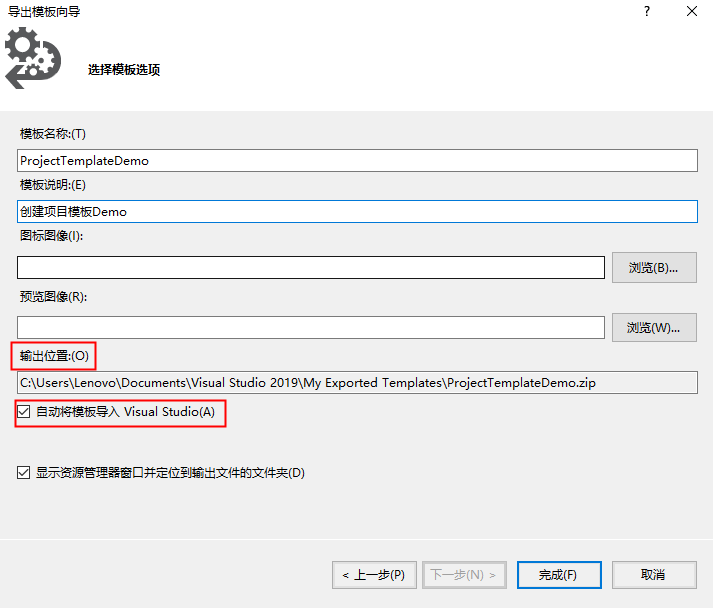 导出模板向导
?
选择模板选项
模板名称:(T)
ProjectTemplateDemo
模板说明:(E)
创建项目模板Demo
图标图像(I):
浏览(B)...
预览图像(R):
浏览(W)...
输出位置:(O)
C:\Users\Lenovo\Documents\Visual Studio 2019\My Exported Templates\ProjectTemplateDemo.zip
自动将模板导入 Visual Studio(A)
显示资源管理器窗口并定位到输出文件的文件夹(D)
< 上一步(P) 下一步(N) > 完成(F) 取消